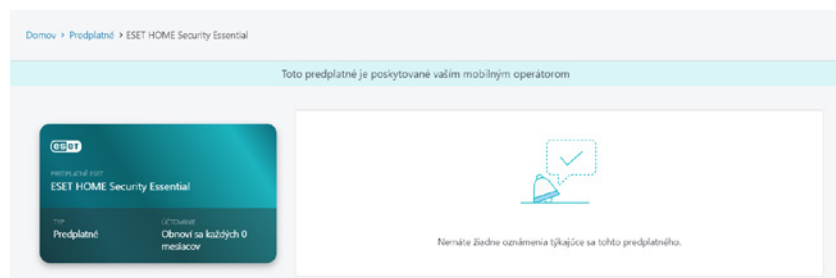 Domov > Predplatné > ESET HOME Security Essential
Toto predplatné je poskytované vaším mobilným operátorom
eset
PREDPLATNÉ ESET
ESET HOME Security Essential
TYP
Predplatné
ÚČTOVANIE
Obnoví sa každých 0
mesiacov
Nemáte žiadne oznámenia týkajúce sa tohto predplatného.